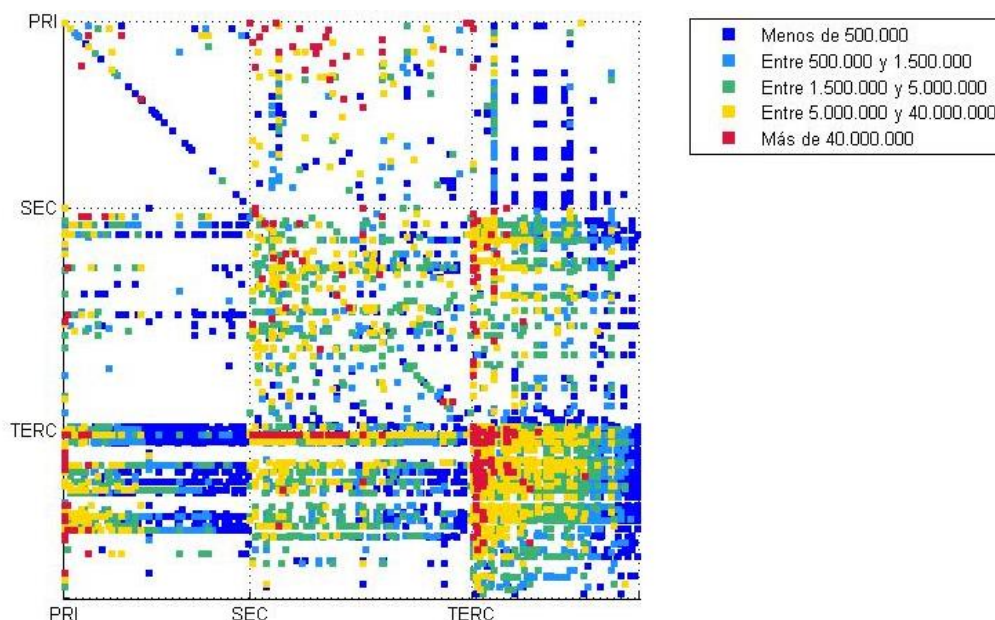 PRI
SEC
TERC
PRI SEC TERC
Menos de 500.000
Entre 500.000 y 1.500.000
Entre 1.500.000 y 5.000.000
Entre 5.000.000 y 40.000.000
Más de 40.000.000